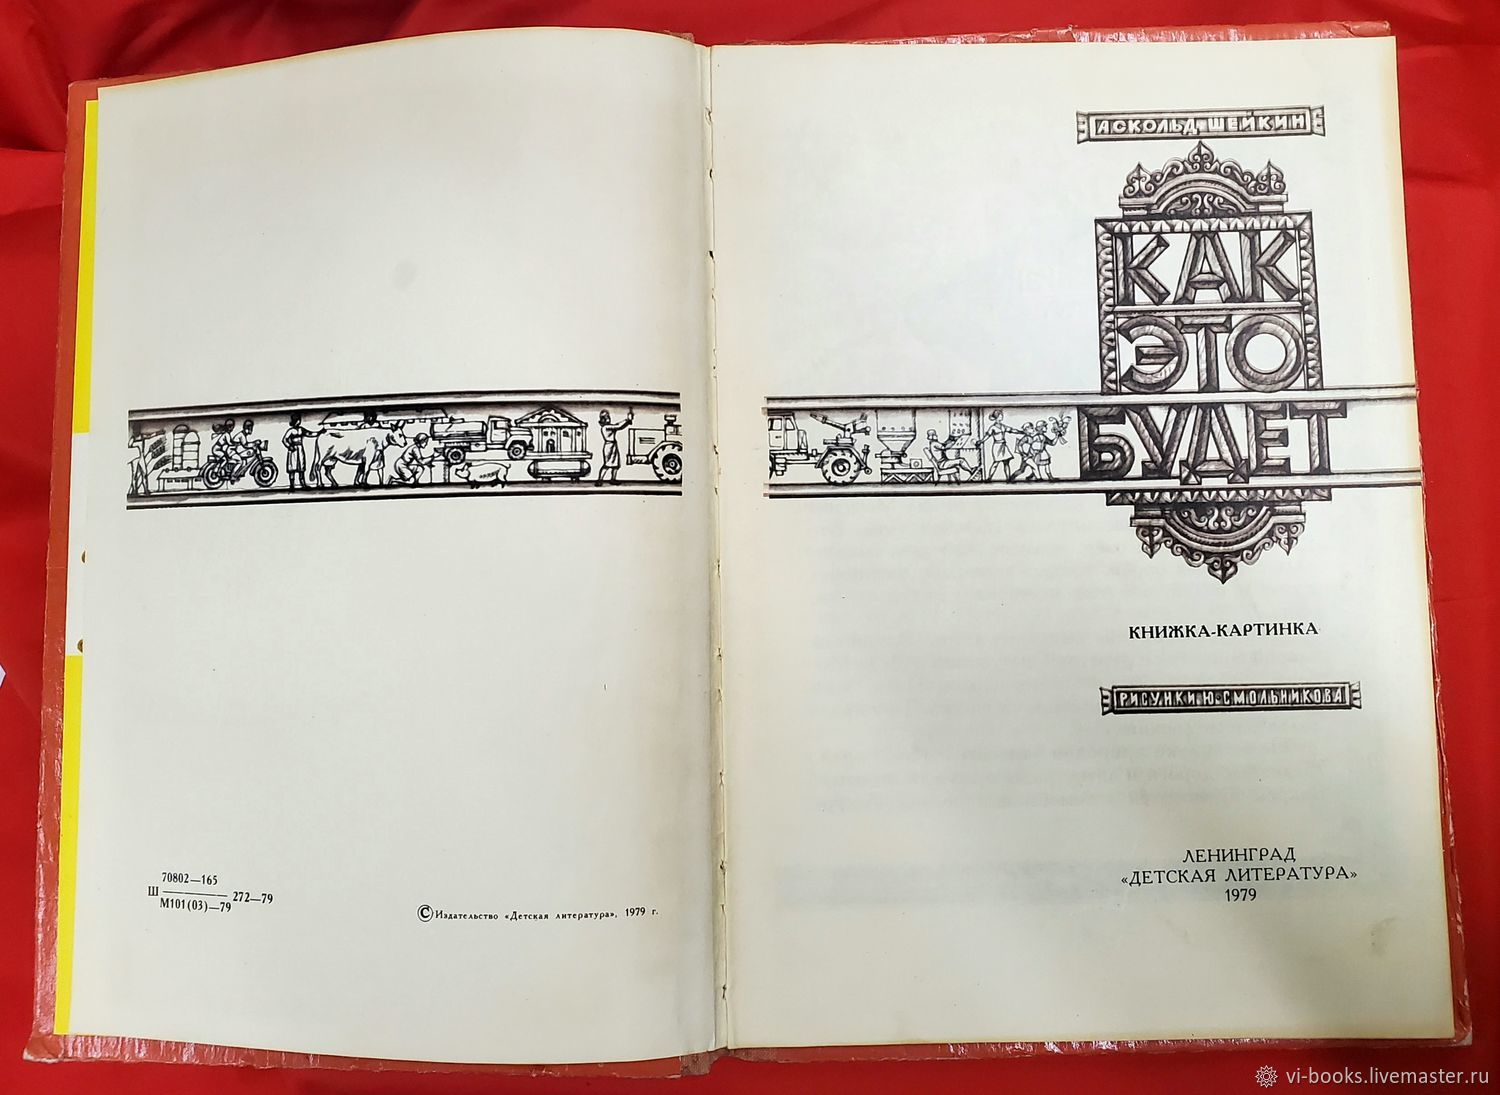 70802—165
Ш ———— 272—79
М101(03)—79
© Издательство «Детская литература», 1979 г.
АСКОЛЬД ШЕЙКИН
КАК
ЭТО
БУДЕТ
КНИЖКА-КАРТИНКА
РИСУНКИ Ю·СМОЛЬНИКОВА
ЛЕНИНГРАД
«ДЕТСКАЯ ЛИТЕРАТУРА»
1979
vi-books.livemaster.ru